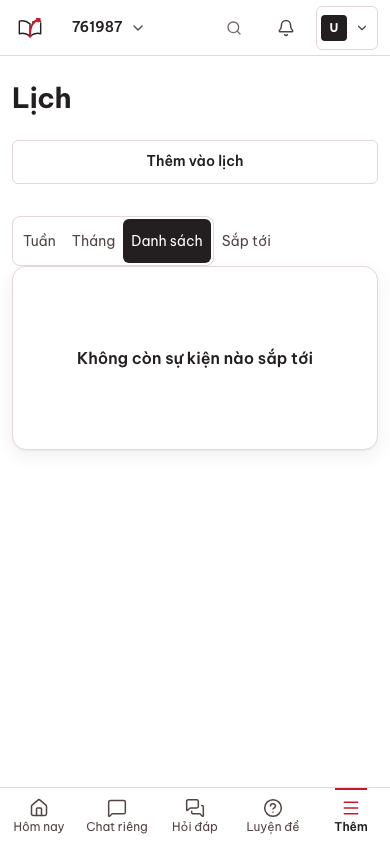 761987
U
Lịch
Thêm vào lịch
Tuần Tháng Danh sách Sắp tới
Không còn sự kiện nào sắp tới
Hôm nay Chat riêng Hỏi đáp Luyện đề Thêm